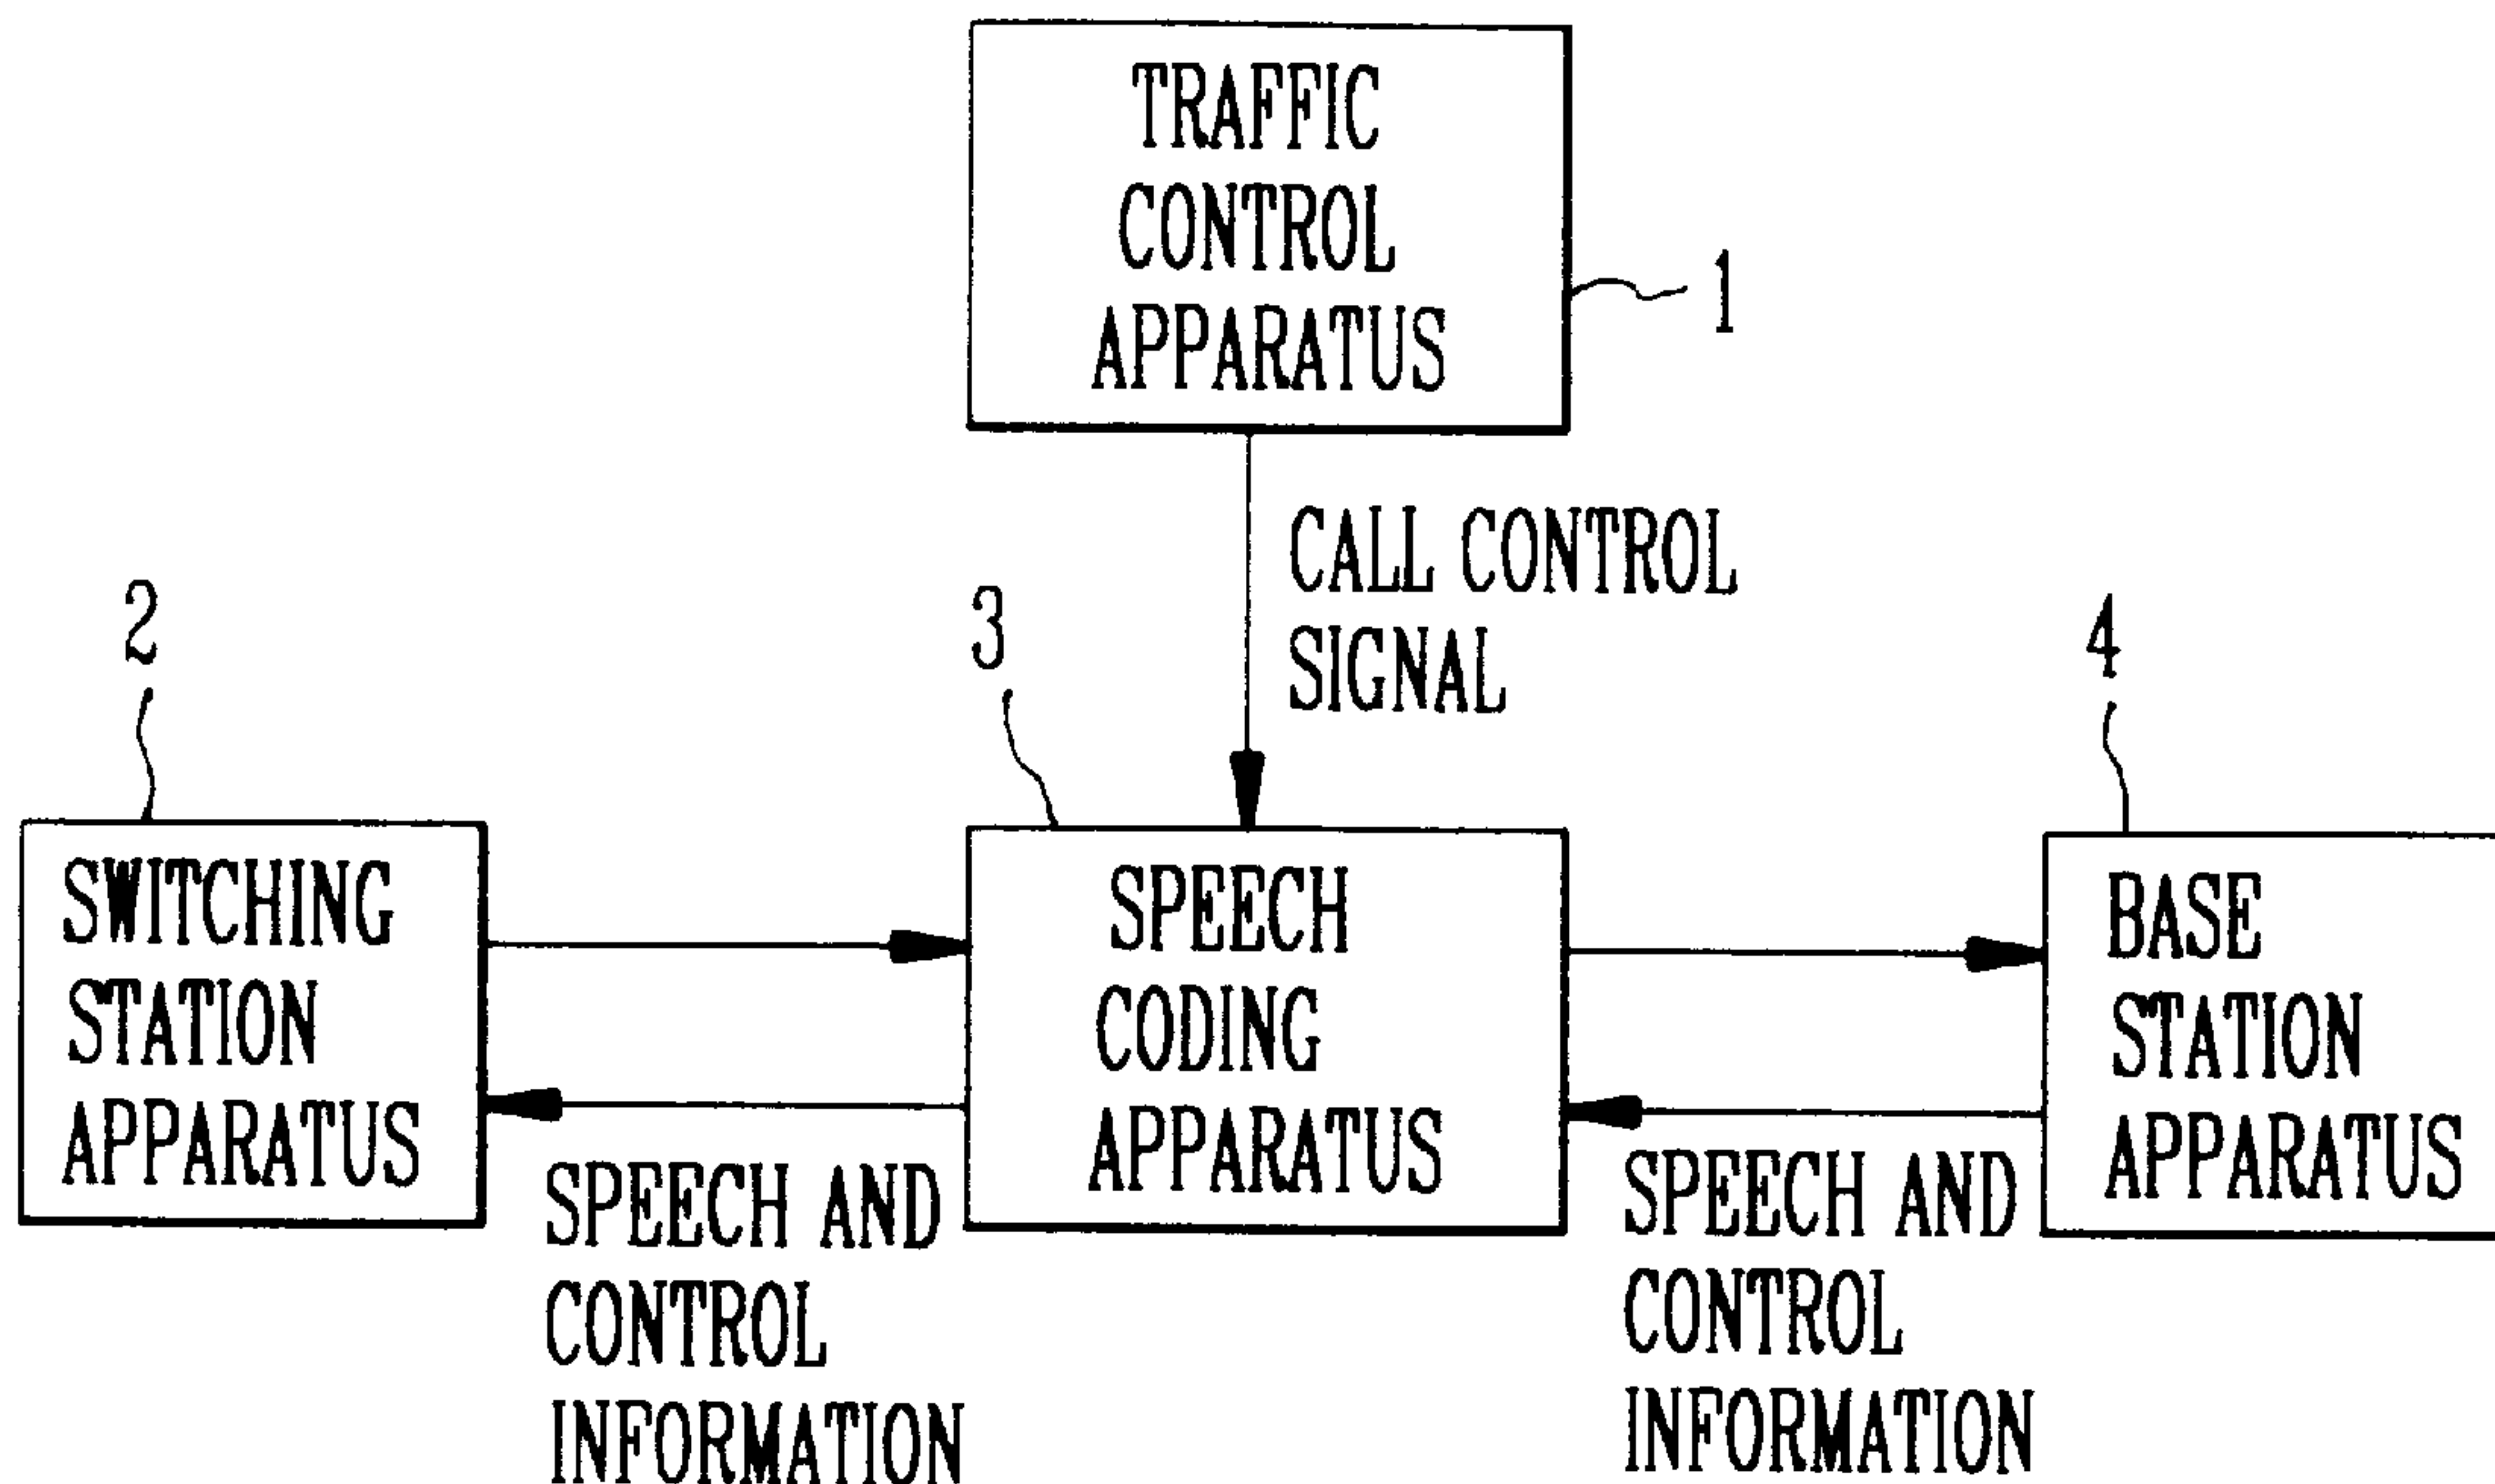 TRAFFIC
CONTROL
APPARATUS
1
CALL CONTROL
SIGNAL
2
3
4
SWITCHING
STATION
APPARATUS
SPEECH
CODING
APPARATUS
BASE
STATION
APPARATUS
SPEECH AND
CONTROL
INFORMATION
SPEECH AND
CONTROL
INFORMATION